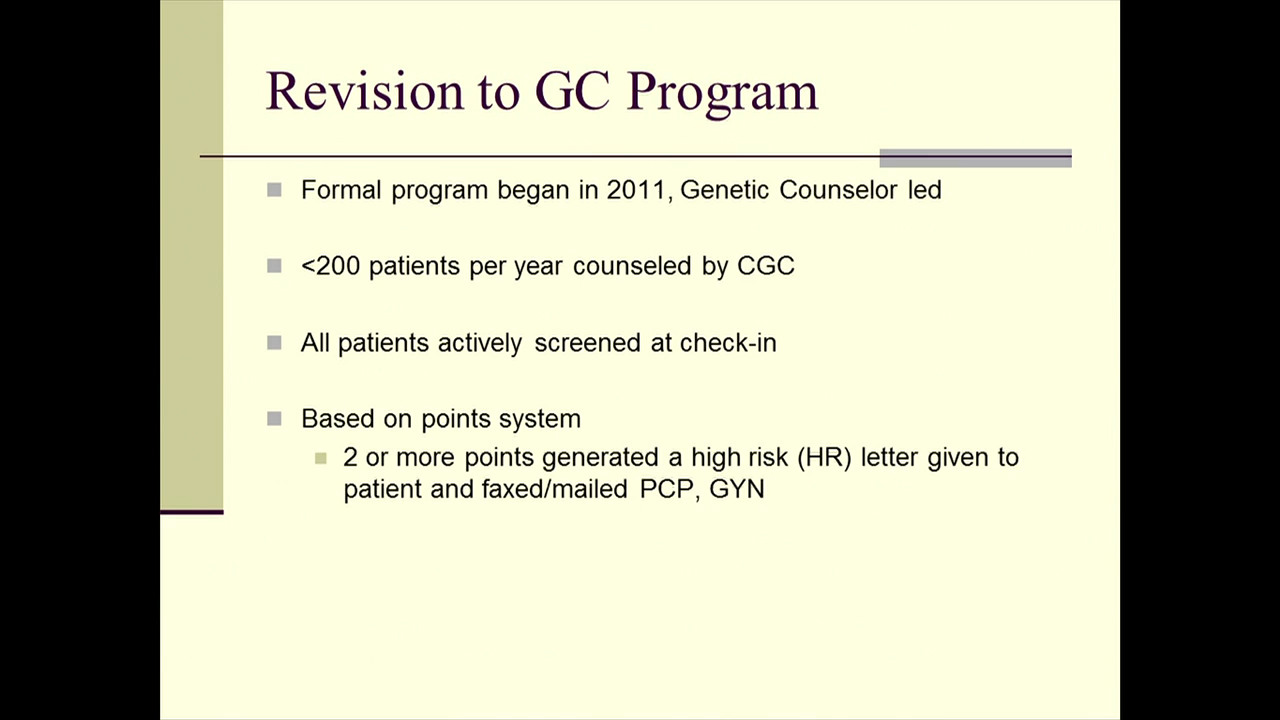 Revision to GC Program
Formal program began in 2011, Genetic Counselor led
<200 patients per year counseled by CGC
All patients actively screened at check-in
Based on points system
2 or more points generated a high risk (HR) letter given to
patient and faxed/mailed PCP, GYN